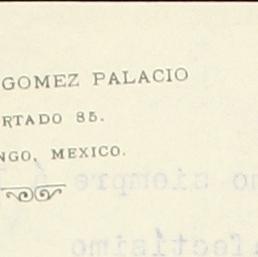 GOMEZ PALACIO
RTADO 85.
NGO, MEXICO.